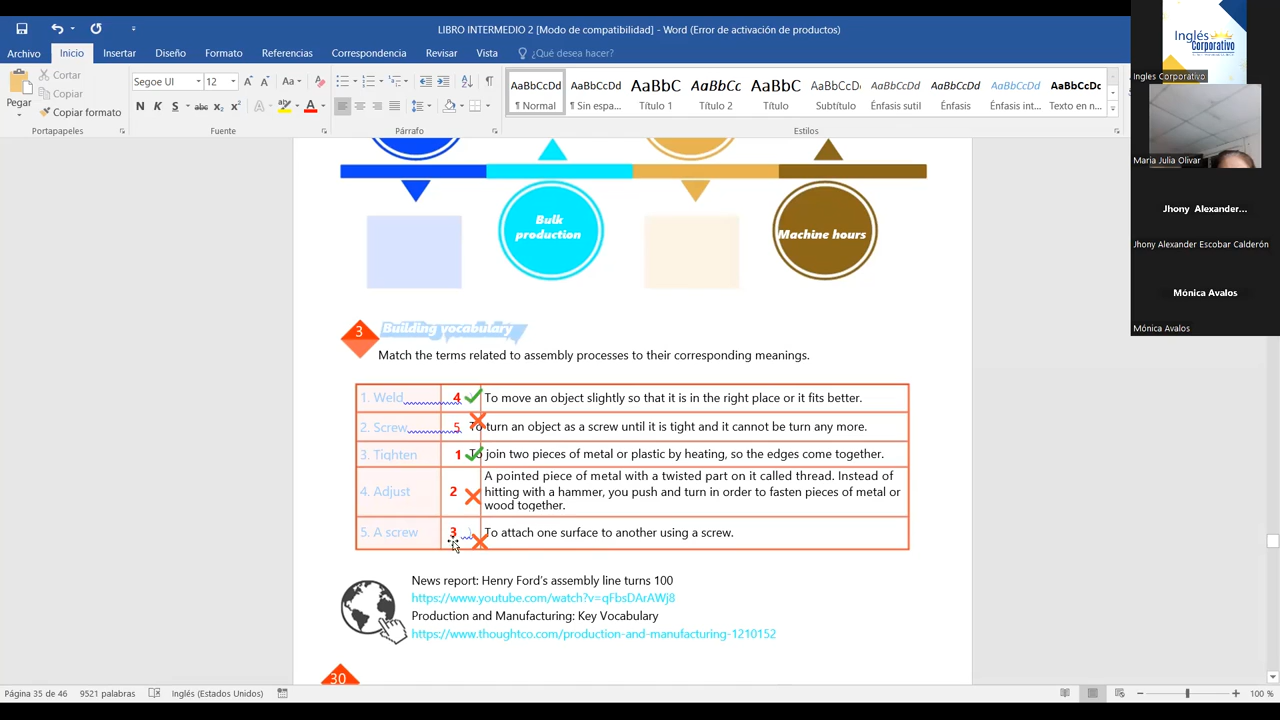 LIBRO INTERMEDIO 2 [Modo de compatibilidad] - Word (Error de activación de productos)
Archivo Inicio Insertar Diseño Formato Referencias Correspondencia Revisar Vista ¿Qué desea hacer?
Pegar
Cortar
Copiar
Copiar formato
Portapapeles
Segoe UI 12
N K S abc x₂ x²
Fuente
Párrafo
AaBbCcDd AaBbCcDd AaBbC AaBbCc AaBbC AaBbCcD AaBbCcDd AaBbCcDd AaBbCcDd AaBbCcDc
¶ Normal ¶ Sin espa... Título 1 Título 2 Título Subtítulo Énfasis sutil Énfasis Énfasis int... Texto en n...
Estilos
Inglés
Corporativo
Ingles Corporativo
Maria Julia Olivar
Jhony Alexander...
Jhony Alexander Escobar Calderón
Mónica Avalos
Mónica Avalos
Bulk
production
Machine hours
3 Building vocabulary
Match the terms related to assembly processes to their corresponding meanings.
1. Weld 4 To move an object slightly so that it is in the right place or it fits better.
2. Screw 5 To turn an object as a screw until it is tight and it cannot be turn any more.
3. Tighten 1 To join two pieces of metal or plastic by heating, so the edges come together.
4. Adjust 2 A pointed piece of metal with a twisted part on it called thread. Instead of
hitting with a hammer, you push and turn in order to fasten pieces of metal or
wood together.
5. A screw 3 To attach one surface to another using a screw.
News report: Henry Ford's assembly line turns 100
https://www.youtube.com/watch?v=qFbsDArAWj8
Production and Manufacturing: Key Vocabulary
https://www.thoughtco.com/production-and-manufacturing-1210152
30
Página 35 de 46 9521 palabras Inglés (Estados Unidos) 100 %